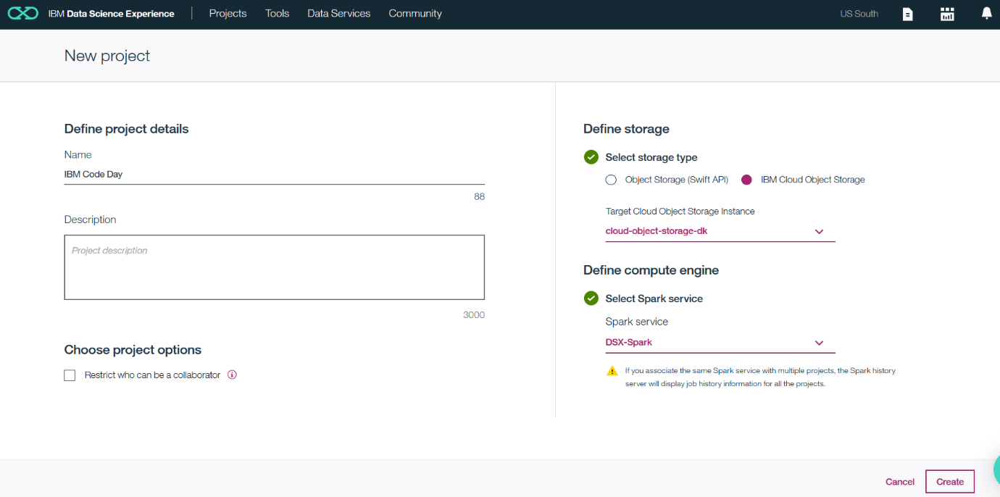 IBM Data Science Experience Projects Tools Data Services Community US South
New project
Define project details
Name
IBM Code Day
88
Description
Project description
3000
Choose project options
Restrict who can be a collaborator
Define storage
Select storage type
Object Storage (Swift API) IBM Cloud Object Storage
Target Cloud Object Storage Instance
cloud-object-storage-dk
Define compute engine
Select Spark service
Spark service
DSX-Spark
If you associate the same Spark service with multiple projects, the Spark history
server will display job history information for all the projects.
Cancel Create